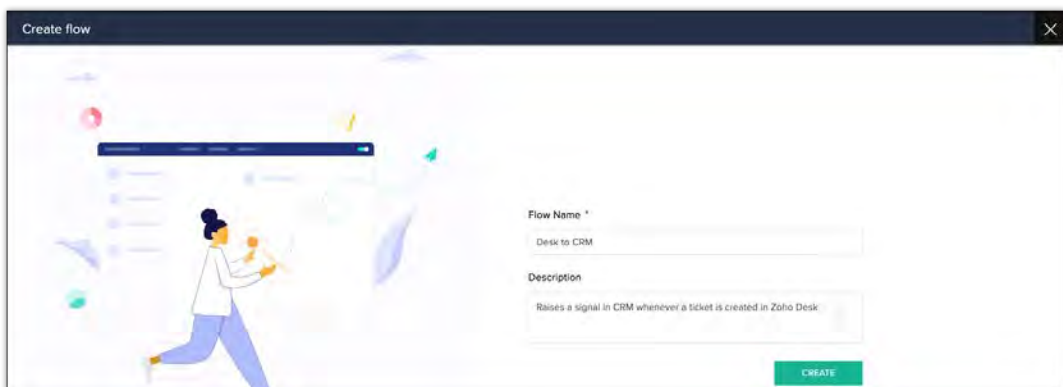 Create flow
Flow Name *
Desk to CRM
Description
Raises a signal in CRM whenever a ticket is created in Zoho Desk
CREATE